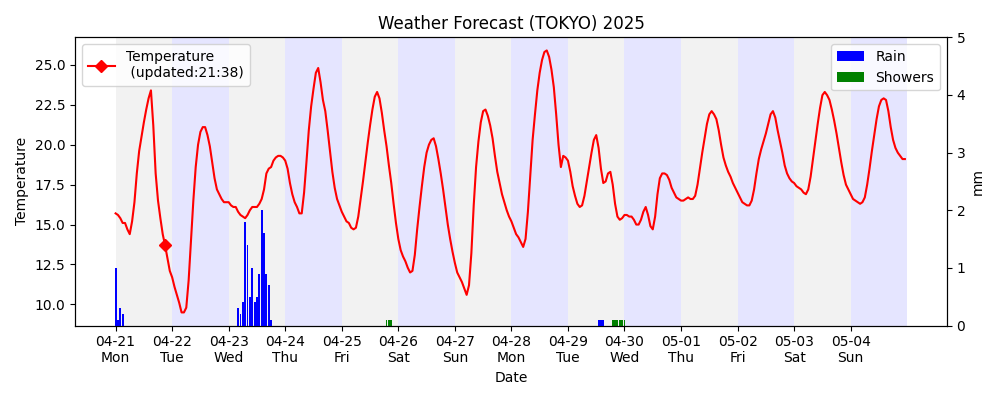 Weather Forecast (TOKYO) 2025
Temperature
(updated:21:38)
Rain
Showers
Temperature
25.0
22.5
20.0
17.5
15.0
12.5
10.0
5
4
3
2
1
0
mm
04-21 04-22 04-23 04-24 04-25 04-26 04-27 04-28 04-29 04-30 05-01 05-02 05-03 05-04
Mon Tue Wed Thu Fri Sat Sun Mon Tue Wed Thu Fri Sat Sun
Date